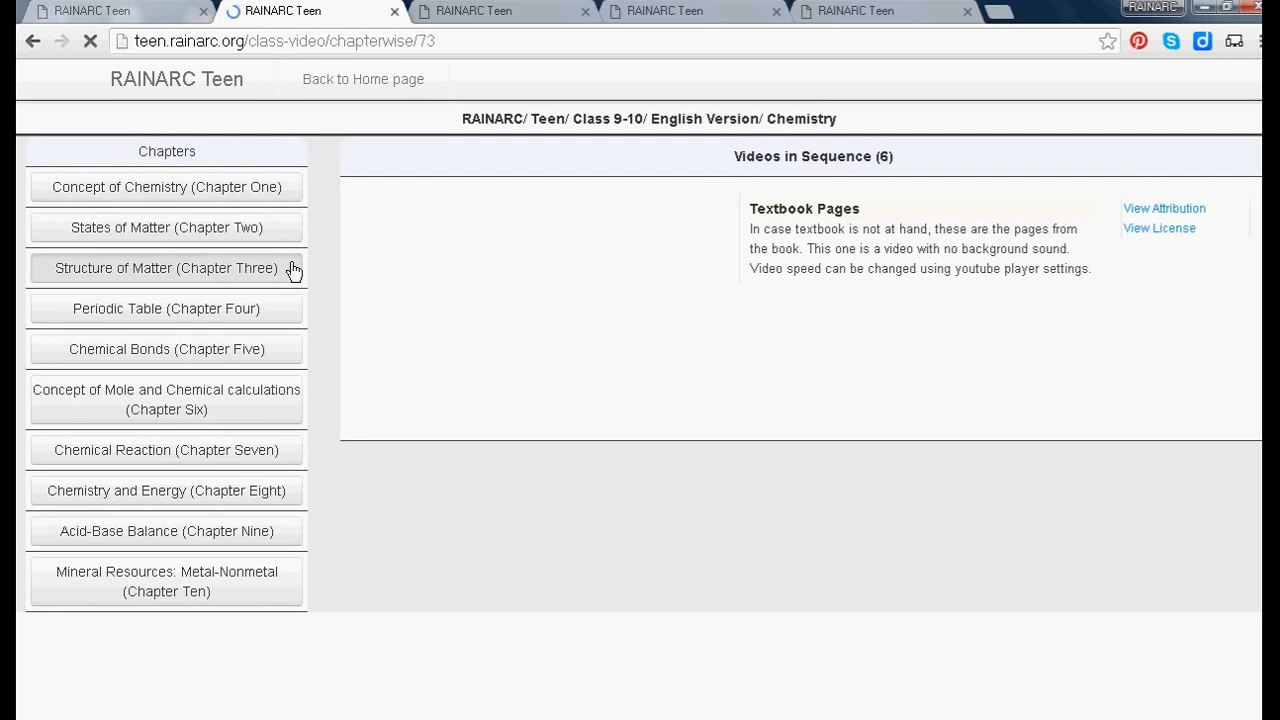 RAINARC Teen
RAINARC Teen
RAINARC Teen
RAINARC Teen
RAINARC Teen
RAINARC
teen.rainarc.org/class-video/chapterwise/73
RAINARC Teen
Back to Home page
RAINARC/ Teen/ Class 9-10/ English Version/ Chemistry
Chapters
Concept of Chemistry (Chapter One)
States of Matter (Chapter Two)
Structure of Matter (Chapter Three)
Periodic Table (Chapter Four)
Chemical Bonds (Chapter Five)
Concept of Mole and Chemical calculations
(Chapter Six)
Chemical Reaction (Chapter Seven)
Chemistry and Energy (Chapter Eight)
Acid-Base Balance (Chapter Nine)
Mineral Resources: Metal-Nonmetal
(Chapter Ten)
Videos in Sequence (6)
Textbook Pages
In case textbook is not at hand, these are the pages from
the book. This one is a video with no background sound.
Video speed can be changed using youtube player settings.
View Attribution
View License